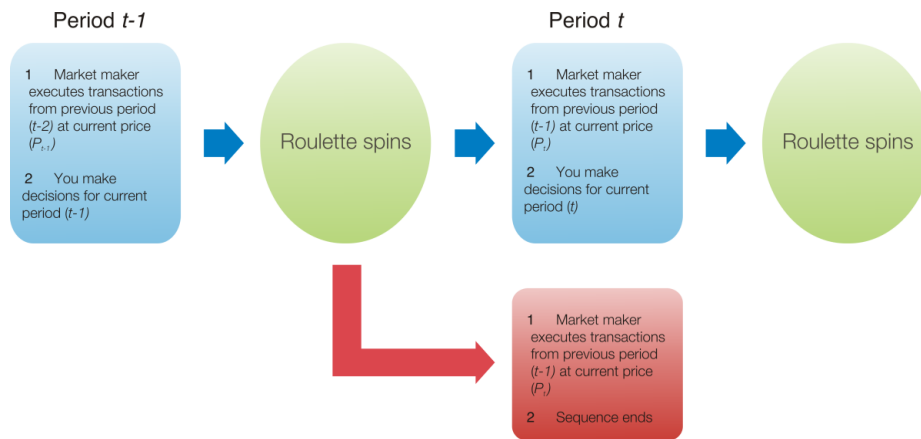 Period t-1
1 Market maker
executes transactions
from previous period
(t-2) at current price
(Pt-1)
2 You make
decisions for current
period (t-1)
Roulette spins
Period t
1 Market maker
executes transactions
from previous period
(t-1) at current price
(Pt)
2 You make
decisions for current
period (t)
Roulette spins
1 Market maker
executes transactions
from previous period
(t-1) at current price
(Pt)
2 Sequence ends